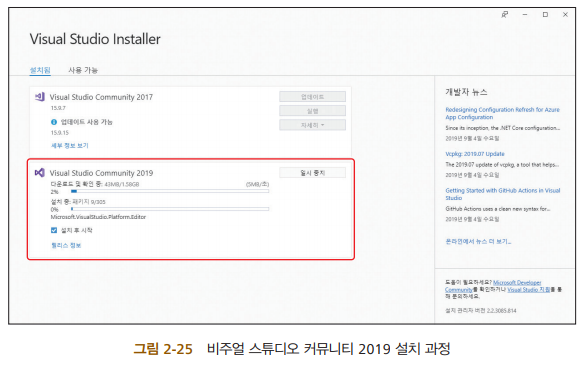 Visual Studio Installer
설치됨 사용 가능
Visual Studio Community 2017
15.9.7
업데이트 사용 가능
15.9.15
세부 정보 보기
업데이트
실행
자세히
Visual Studio Community 2019
다운로드 및 확인 중: 43MB/1.58GB (5MB/초)
2%
설치 중: 패키지 9/305
0%
Microsoft.VisualStudio.Platform.Editor
설치 후 시작
릴리스 정보
일시 중지
개발자 뉴스
Redesigning Configuration Refresh for Azure
App Configuration
Since its inception, the .NET Core configuration...
2019년 9월 4일 수요일
Vcpkg: 2019.07 Update
The 2019.07 update of vcpkg, a tool that helps...
2019년 9월 4일 수요일
Getting Started with GitHub Actions in Visual
Studio
GitHub Actions uses a clean new syntax for...
2019년 9월 4일 수요일
온라인에서 뉴스 더 보기...
도움이 필요하세요? Microsoft Developer
Community를 확인하거나 Visual Studio 지원을 통
해 문의하세요.
설치 관리자 버전 2.2.3085.814
그림 2-25 비주얼 스튜디오 커뮤니티 2019 설치 과정